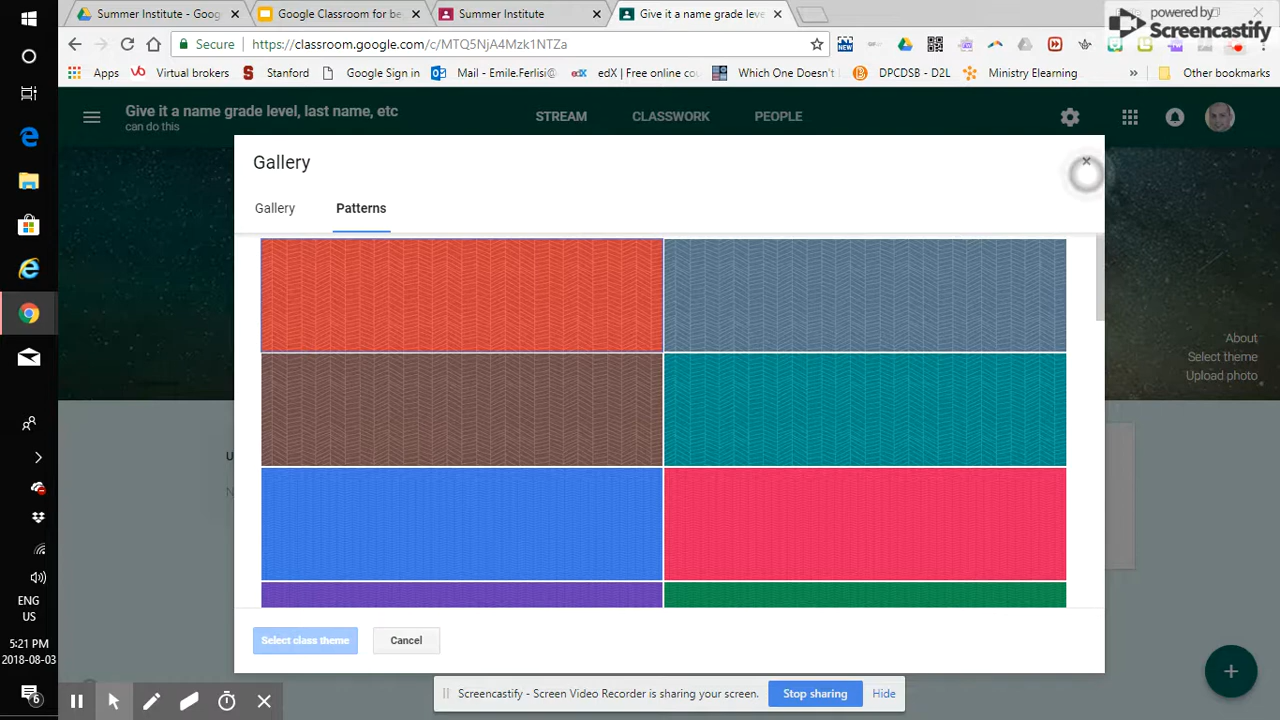 Summer Institute - Goog
Google Classroom for be
Summer Institute
Give it a name grade leve
powered by
Screencastify
Secure
https://classroom.google.com/c/MTQ5NjA4Mzk1NTZa
Apps
Virtual brokers
Stanford
Google Sign in
Mail - Emile.Ferlisi@
edX | Free online cou
Which One Doesn't
DPCDSB - D2L
Ministry Elearning
»
Other bookmarks
Give it a name grade level, last name, etc
can do this
STREAM
CLASSWORK
PEOPLE
Gallery
Gallery
Patterns
About
Select theme
Upload photo
Select class theme
Cancel
ENG
US
5:21 PM
2018-08-03
6
Screencastify - Screen Video Recorder is sharing your screen.
Stop sharing
Hide